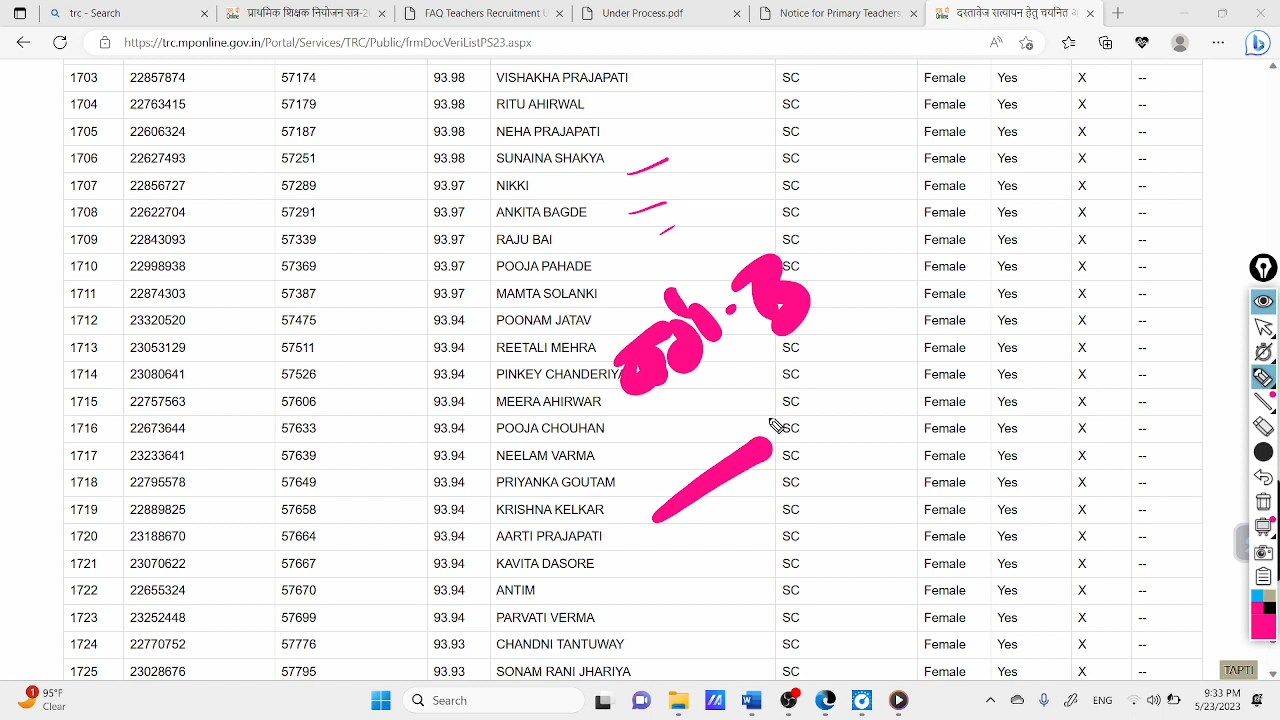 trc - Search
प्राथमिक शिक्षक नियोजन सत्र-2
FAQ Teachers Recruitment U
Under Process.pdf
Notice for Primary Teachers
दस्तावेज सत्यापन हेतु चयनित अ
https://trc.mponline.gov.in/Portal/Services/TRC/Public/frmDocVeriListPS23.aspx
1703 22857874 57174 93.98 VISHAKHA PRAJAPATI SC Female Yes X --
1704 22763415 57179 93.98 RITU AHIRWAL SC Female Yes X --
1705 22606324 57187 93.98 NEHA PRAJAPATI SC Female Yes X --
1706 22627493 57251 93.98 SUNAINA SHAKYA SC Female Yes X --
1707 22856727 57289 93.97 NIKKI SC Female Yes X --
1708 22622704 57291 93.97 ANKITA BAGDE SC Female Yes X --
1709 22843093 57339 93.97 RAJU BAI SC Female Yes X --
1710 22998938 57369 93.97 POOJA PAHADE SC Female Yes X --
1711 22874303 57387 93.97 MAMTA SOLANKI Female Yes X --
1712 23320520 57475 93.94 POONAM JATAV SC Female Yes X --
1713 23053129 57511 93.94 REETALI MEHRA SC Female Yes X --
1714 23080641 57526 93.94 PINKEY CHANDERIYA SC Female Yes X --
1715 22757563 57606 93.94 MEERA AHIRWAR SC Female Yes X --
1716 22673644 57633 93.94 POOJA CHOUHAN SC Female Yes X --
1717 23233641 57639 93.94 NEELAM VARMA SC Female Yes X --
1718 22795578 57649 93.94 PRIYANKA GOUTAM SC Female Yes X --
1719 22889825 57658 93.94 KRISHNA KELKAR SC Female Yes X --
1720 23188670 57664 93.94 AARTI PRAJAPATI SC Female Yes X --
1721 23070622 57667 93.94 KAVITA DASORE SC Female Yes X --
1722 22655324 57670 93.94 ANTIM SC Female Yes X --
1723 23252448 57699 93.94 PARVATI VERMA SC Female Yes X --
1724 22770752 57776 93.93 CHANDNI TANTUWAY SC Female Yes X --
1725 23028676 57795 93.93 SONAM RANI JHARIYA SC Female Yes X --
TAPTI
1
95°F
Clear
Search
ENG
9:33 PM
5/23/2023